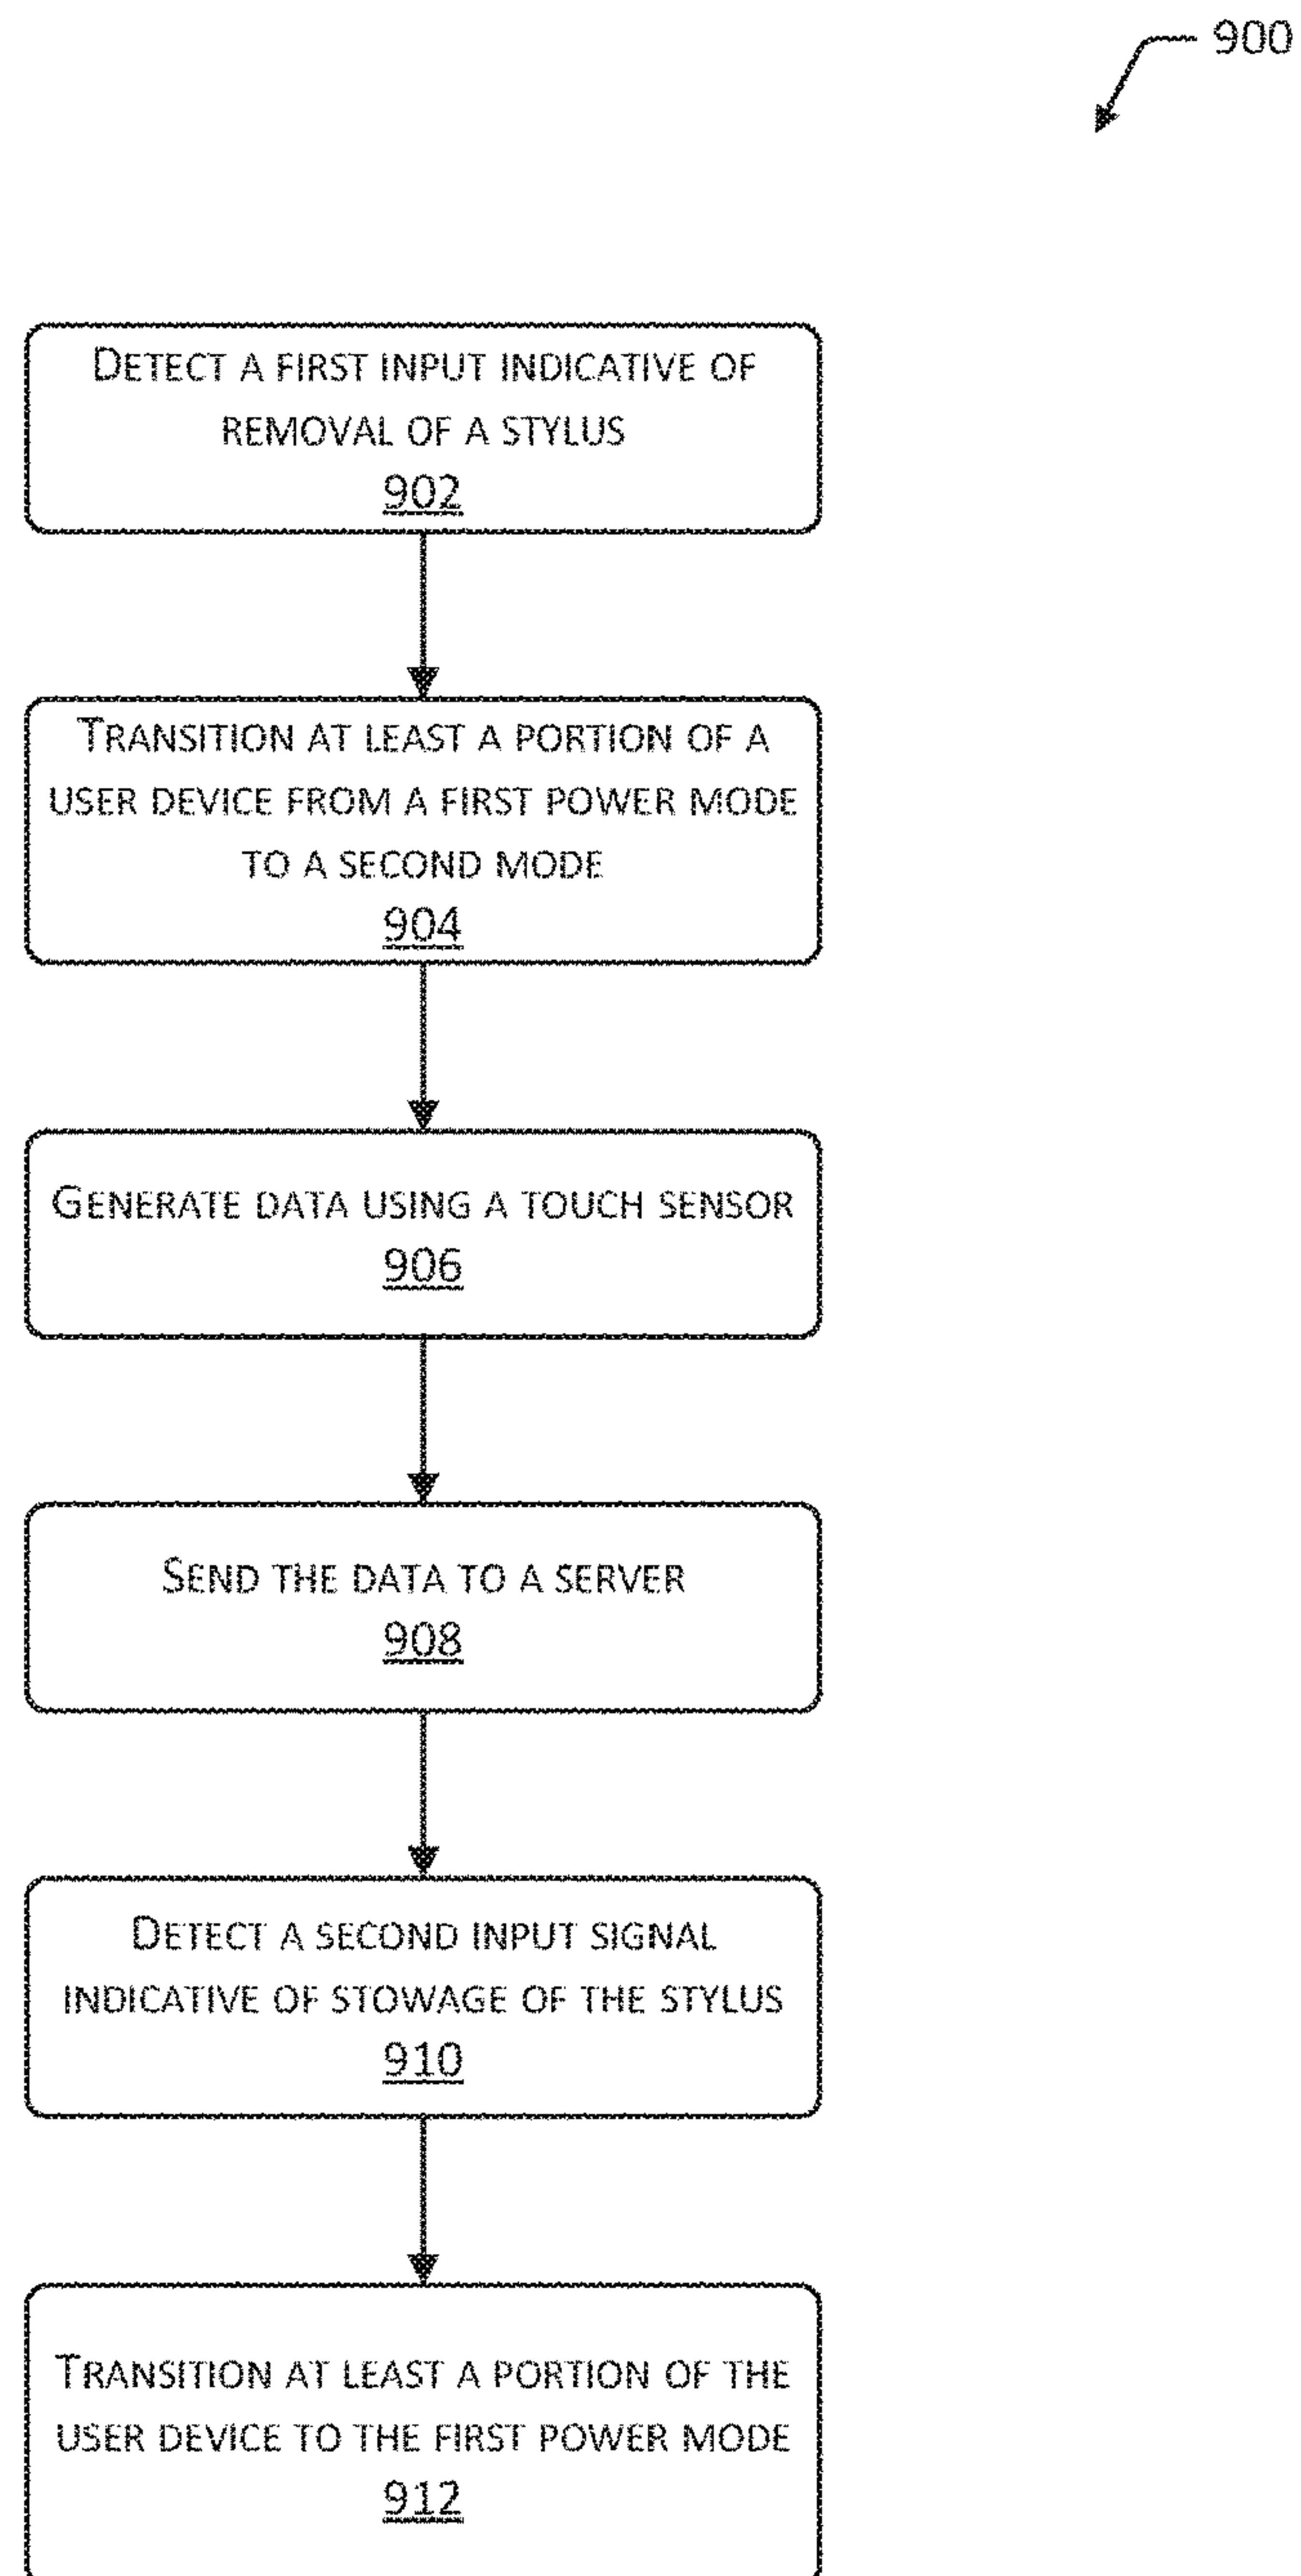 900
DETECT A FIRST INPUT INDICATIVE OF
REMOVAL OF A STYLUS
902
TRANSITION AT LEAST A PORTION OF A
USER DEVICE FROM A FIRST POWER MODE
TO A SECOND MODE
904
GENERATE DATA USING A TOUCH SENSOR
906
SEND THE DATA TO A SERVER
908
DETECT A SECOND INPUT SIGNAL
INDICATIVE OF STOWAGE OF THE STYLUS
910
TRANSITION AT LEAST A PORTION OF THE
USER DEVICE TO THE FIRST POWER MODE
912